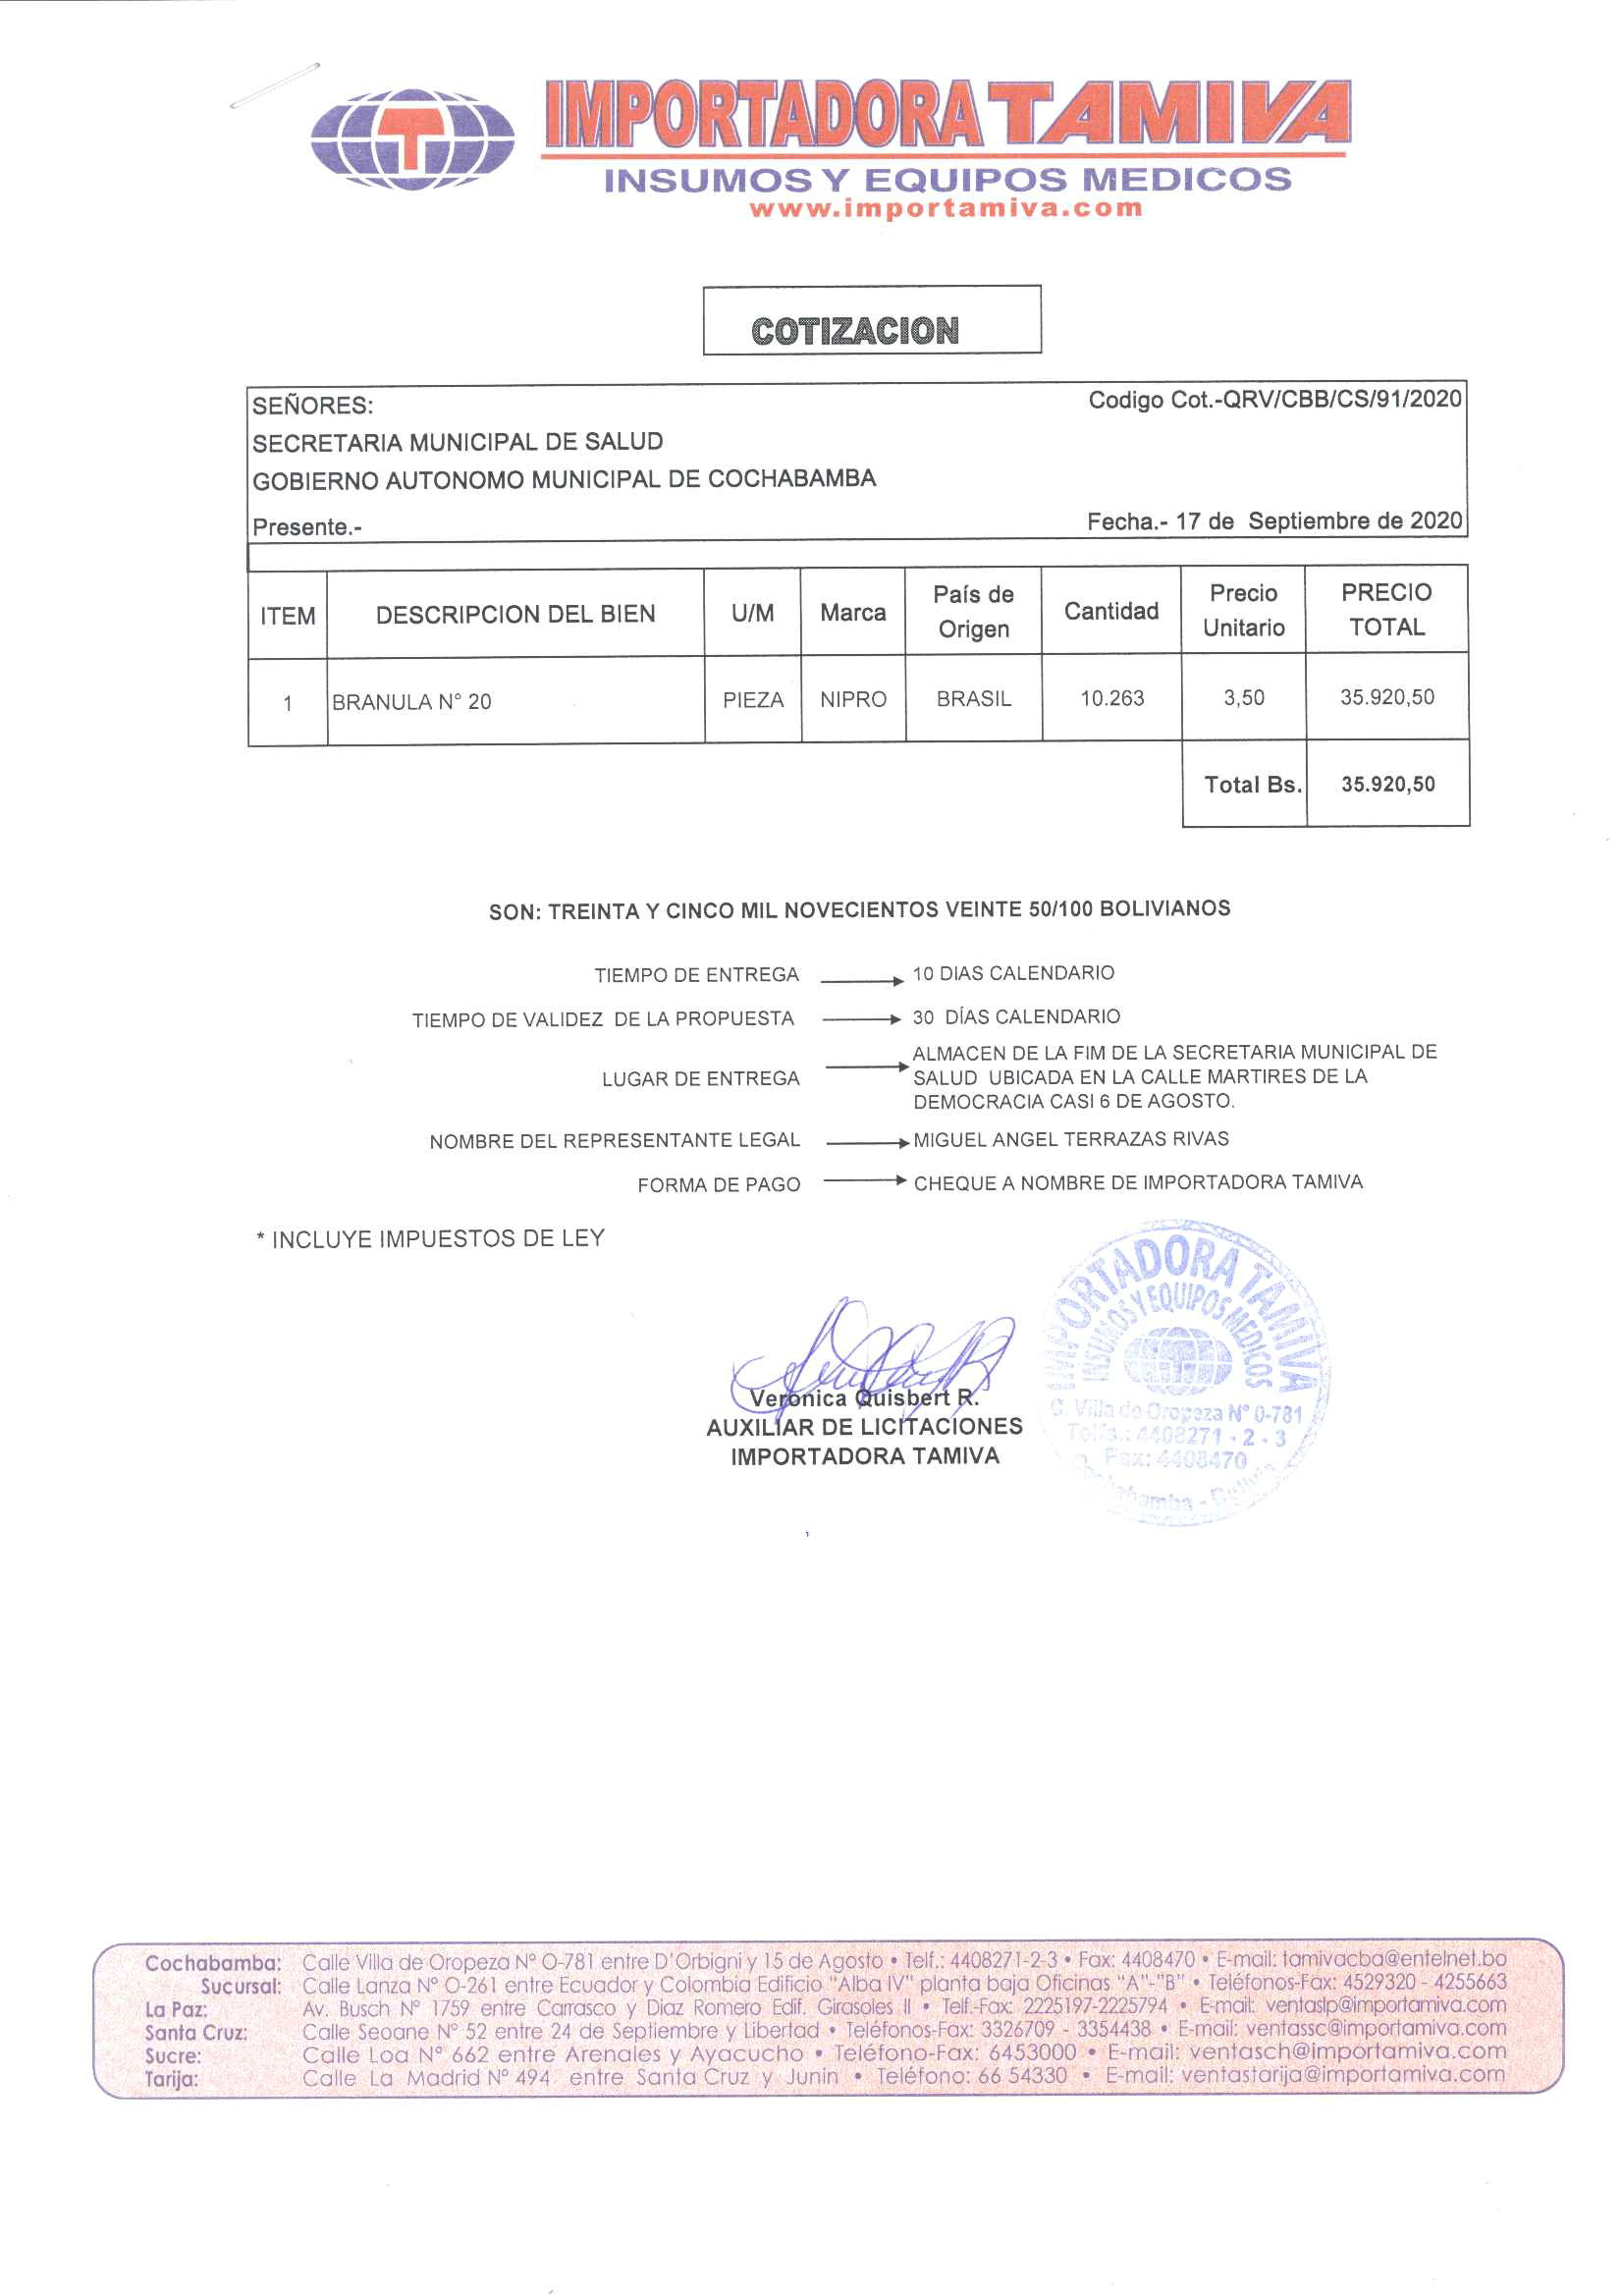 IMPORTADORA TAMIVA
INSUMOS Y EQUIPOS MEDICOS
www.importamiva.com
COTIZACION
SEÑORES: Codigo Cot.-QRV/CBB/CS/91/2020
SECRETARIA MUNICIPAL DE SALUD
GOBIERNO AUTONOMO MUNICIPAL DE COCHABAMBA
Presente.- Fecha.- 17 de Septiembre de 2020
ITEM DESCRIPCION DEL BIEN U/M Marca País de Origen Cantidad Precio Unitario PRECIO TOTAL
1 BRANULA N° 20 PIEZA NIPRO BRASIL 10.263 3,50 35.920,50
Total Bs. 35.920,50
SON: TREINTA Y CINCO MIL NOVECIENTOS VEINTE 50/100 BOLIVIANOS
TIEMPO DE ENTREGA 10 DIAS CALENDARIO
TIEMPO DE VALIDEZ DE LA PROPUESTA 30 DÍAS CALENDARIO
LUGAR DE ENTREGA ALMACEN DE LA FIM DE LA SECRETARIA MUNICIPAL DE
SALUD UBICADA EN LA CALLE MARTIRES DE LA
DEMOCRACIA CASI 6 DE AGOSTO.
NOMBRE DEL REPRESENTANTE LEGAL MIGUEL ANGEL TERRAZAS RIVAS
FORMA DE PAGO CHEQUE A NOMBRE DE IMPORTADORA TAMIVA
* INCLUYE IMPUESTOS DE LEY
IMPORTADORA TAMIVA
INSUMOS Y EQUIPOS MEDICOS
C. Villa de Oropeza N° 0-781
Telfs.: 4408271 - 2 - 3
Fax: 4408470
Cochabamba - Bolivia
Veronica Quisbert R.
AUXILIAR DE LICITACIONES
IMPORTADORA TAMIVA
Cochabamba: Calle Villa de Oropeza Nº O-781 entre D'Orbigni y 15 de Agosto • Telf.: 4408271-2-3 • Fax: 4408470 • E-mail: tamivacba@entelnet.bo
Sucursal: Calle Lanza Nº O-261 entre Ecuador y Colombia Edificio "Alba IV" planta baja Oficinas "A"-"B" • Teléfonos-Fax: 4529320 - 4255663
La Paz: Av. Busch Nº 1759 entre Carrasco y Diaz Romero Edif. Girasoles II • Telf.-Fax: 2225197-2225794 • E-mail: ventaslp@importamiva.com
Santa Cruz: Calle Seoane Nº 52 entre 24 de Septiembre y Libertad • Teléfonos-Fax: 3326709 - 3354438 • E-mail: ventassc@importamiva.com
Sucre: Calle Loa Nº 662 entre Arenales y Ayacucho • Teléfono-Fax: 6453000 • E-mail: ventasch@importamiva.com
Tarija: Calle La Madrid Nº 494 entre Santa Cruz y Junin • Teléfono: 66 54330 • E-mail: ventastarija@importamiva.com